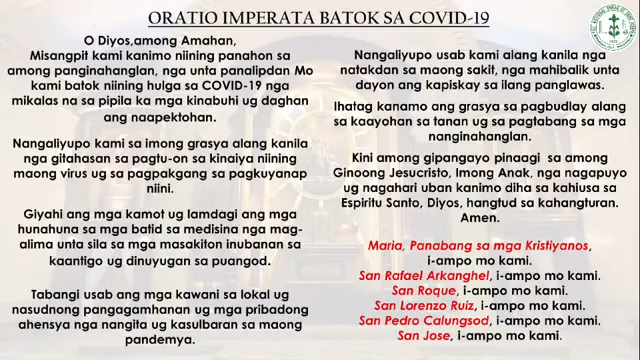 ORATIO IMPERATA BATOK SA COVID-19
O Diyos,among Amahan,
Misangpit kami kanimo niining panahon sa
among panginahanglan, nga unta panalipdan Mo
kami batok niining hulga sa COVID-19 nga
mikalas na sa pipila ka mga kinabuhi ug daghan
ang naapektohan.
Nangaliyupo kami sa imong grasya alang kanila
nga gitahasan sa pagtu-on sa kinaiya niining
maong virus ug sa pagpakgang sa pagkuyanap
niini.
Giyahi ang mga kamot ug lamdagi ang mga
hunahuna sa mga batid sa medisina nga mag-
alima unta sila sa mga masakiton inubanan sa
kaantigo ug dinuyugan sa puangod.
Tabangi usab ang mga kawani sa lokal ug
nasudnong pangagamhanan ug mga pribadong
ahensya nga nangita ug kasulbaran sa maong
pandemya.
Nangaliyupo usab kami alang kanila nga
natakdan sa maong sakit, nga mahibalik unta
dayon ang kapiskay sa ilang panglawas.
Ihatag kanamo ang grasya sa pagbudlay alang
sa kaayohan sa tanan ug sa pagtabang sa mga
nanginahanglan.
Kini among gipangayo pinaagi sa among
Ginoong Jesucristo, Imong Anak, nga nagapuyo
ug nagahari uban kanimo diha sa kahiusa sa
Espiritu Santo, Diyos, hangtud sa kahangturan.
Amen.
Maria, Panabang sa mga Kristiyanos,
i-ampo mo kami.
San Rafael Arkanghel, i-ampo mo kami.
San Roque, i-ampo mo kami.
San Lorenzo Ruiz, i-ampo mo kami.
San Pedro Calungsod, i-ampo mo kami.
San Jose, i-ampo mo kami.